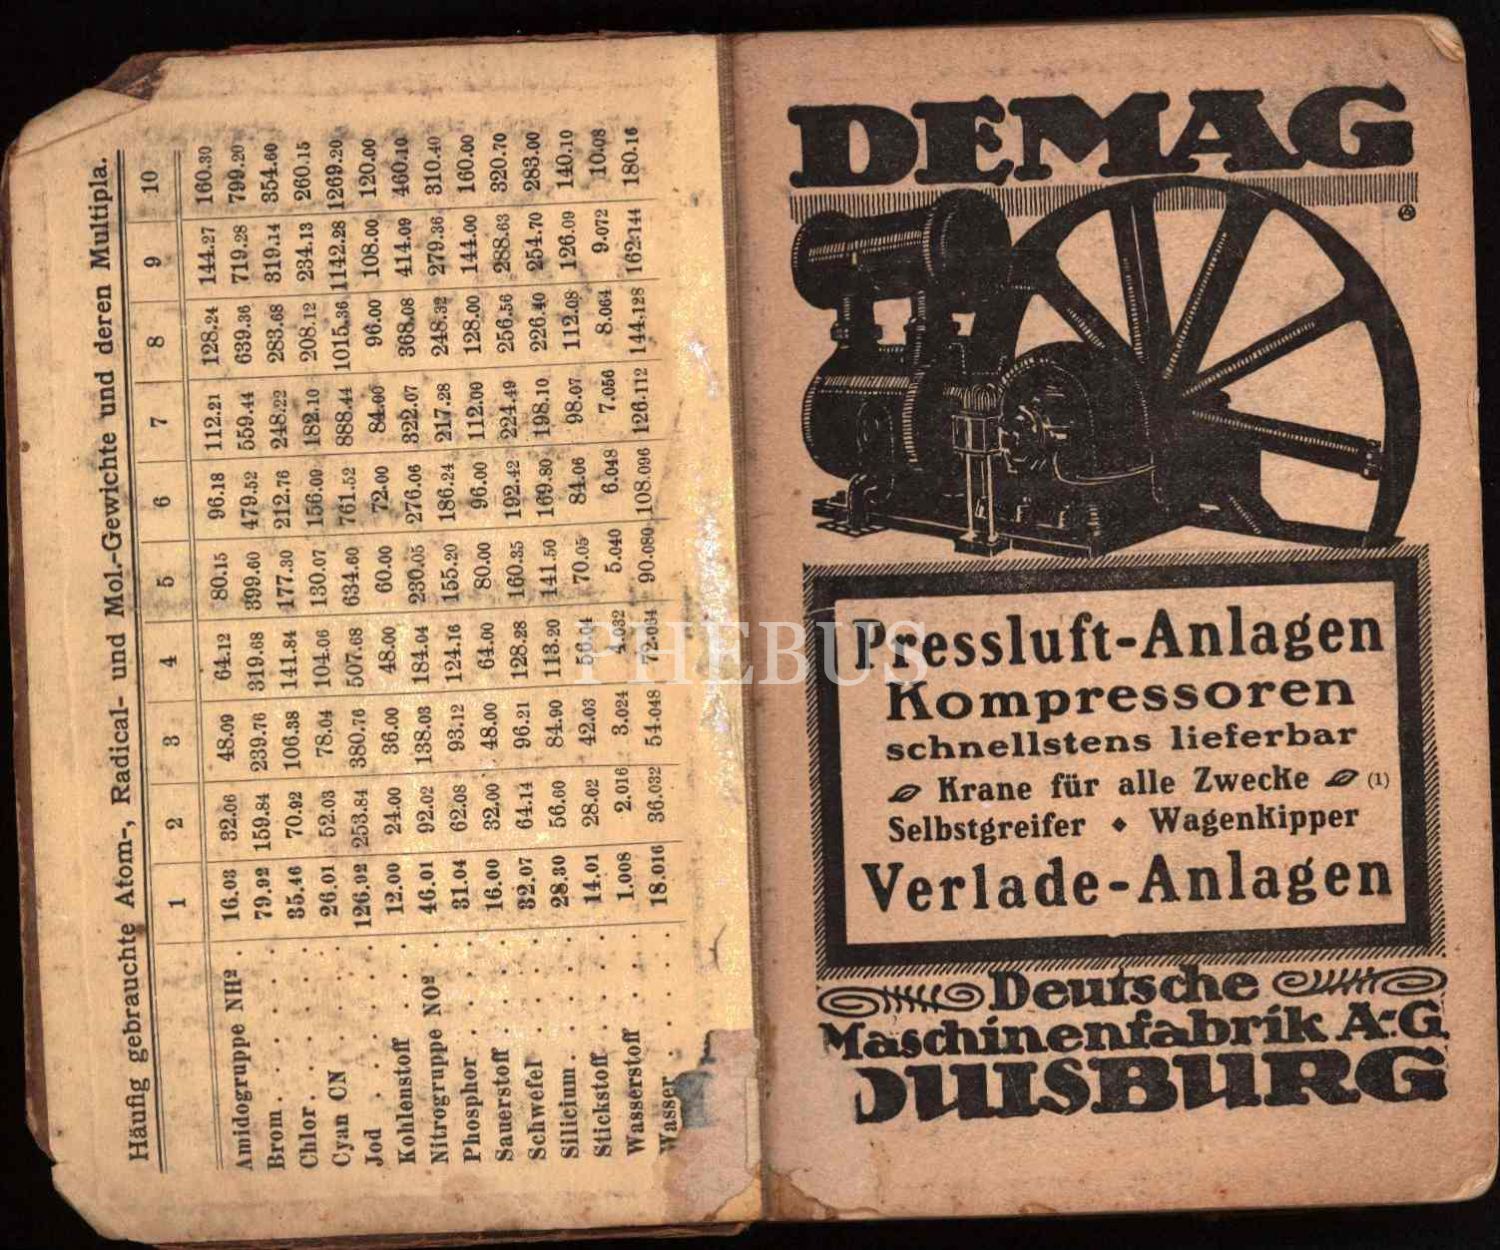 Häufig gebrauchte Atom-, Radical- und Mol.-Gewichte und deren Multipla.
1 2 3 4 5 6 7 8 9 10
Amidogruppe NH² . 16.03 32.06 48.09 64.12 80.15 96.18 112.21 128.24 144.27 160.30
Brom . . . . . 79.92 159.84 239.76 319.68 399.60 479.52 559.44 639.36 719.28 799.20
Chlor . . . . . 35.46 70.92 106.38 141.84 177.30 212.76 248.22 283.68 319.14 354.60
Cyan CN . . . . 26.01 52.03 78.04 104.06 130.07 156.09 182.10 208.12 234.13 260.15
Jod . . . . . 126.92 253.84 380.76 507.68 634.60 761.52 888.44 1015.36 1142.28 1269.20
Kohlenstoff . . . 12.00 24.00 36.00 48.00 60.00 72.00 84.00 96.00 108.00 120.00
Nitrogruppe NO² . 46.01 92.02 138.03 184.04 230.05 276.06 322.07 368.08 414.09 460.10
Phosphor . . . . 31.04 62.08 93.12 124.16 155.20 186.24 217.28 248.32 279.36 310.40
Sauerstoff . . . 16.00 32.00 48.00 64.00 80.00 96.00 112.00 128.00 144.00 160.00
Schwefel . . . . 32.07 64.14 96.21 128.28 160.35 192.42 224.49 256.56 288.63 320.70
Silicium . . . . 28.30 56.60 84.90 113.20 141.50 169.80 198.10 226.40 254.70 283.00
Stickstoff . . . 14.01 28.02 42.03 56.04 70.05 84.06 98.07 112.08 126.09 140.10
Wasserstoff . . . 1.008 2.016 3.024 4.032 5.040 6.048 7.056 8.064 9.072 10.08
Wasser . . . . . 18.016 36.032 54.048 72.034 90.080 108.096 126.112 144.128 162.144 180.16
DEMAG
Pressluft-Anlagen
Kompressoren
schnellstens lieferbar
Krane für alle Zwecke (1)
Selbstgreifer ◆ Wagenkipper
Verlade-Anlagen
Deutsche
Maschinenfabrik A:G
DUISBURG
PHEBUS